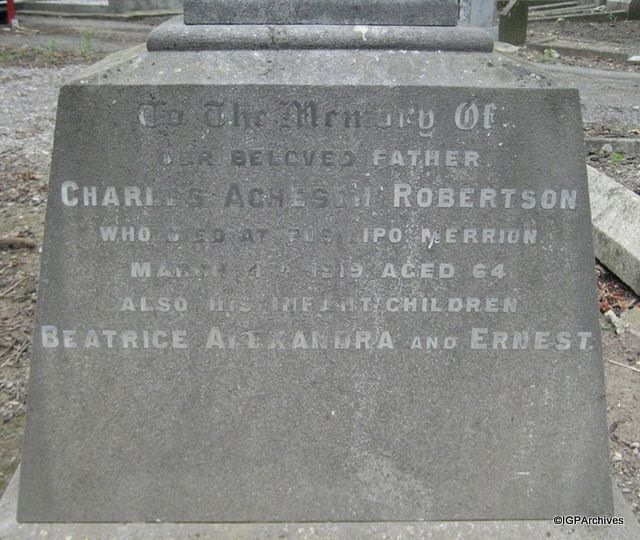 To The Memory Of
OUR BELOVED FATHER
CHARLES ACHESON ROBERTSON
WHO DIED AT POSILIPO, MERRION
MARCH 4TH 1919. AGED 64
ALSO HIS INFANT CHILDREN
BEATRICE ALEXANDRA AND ERNEST.
©IGPArchives